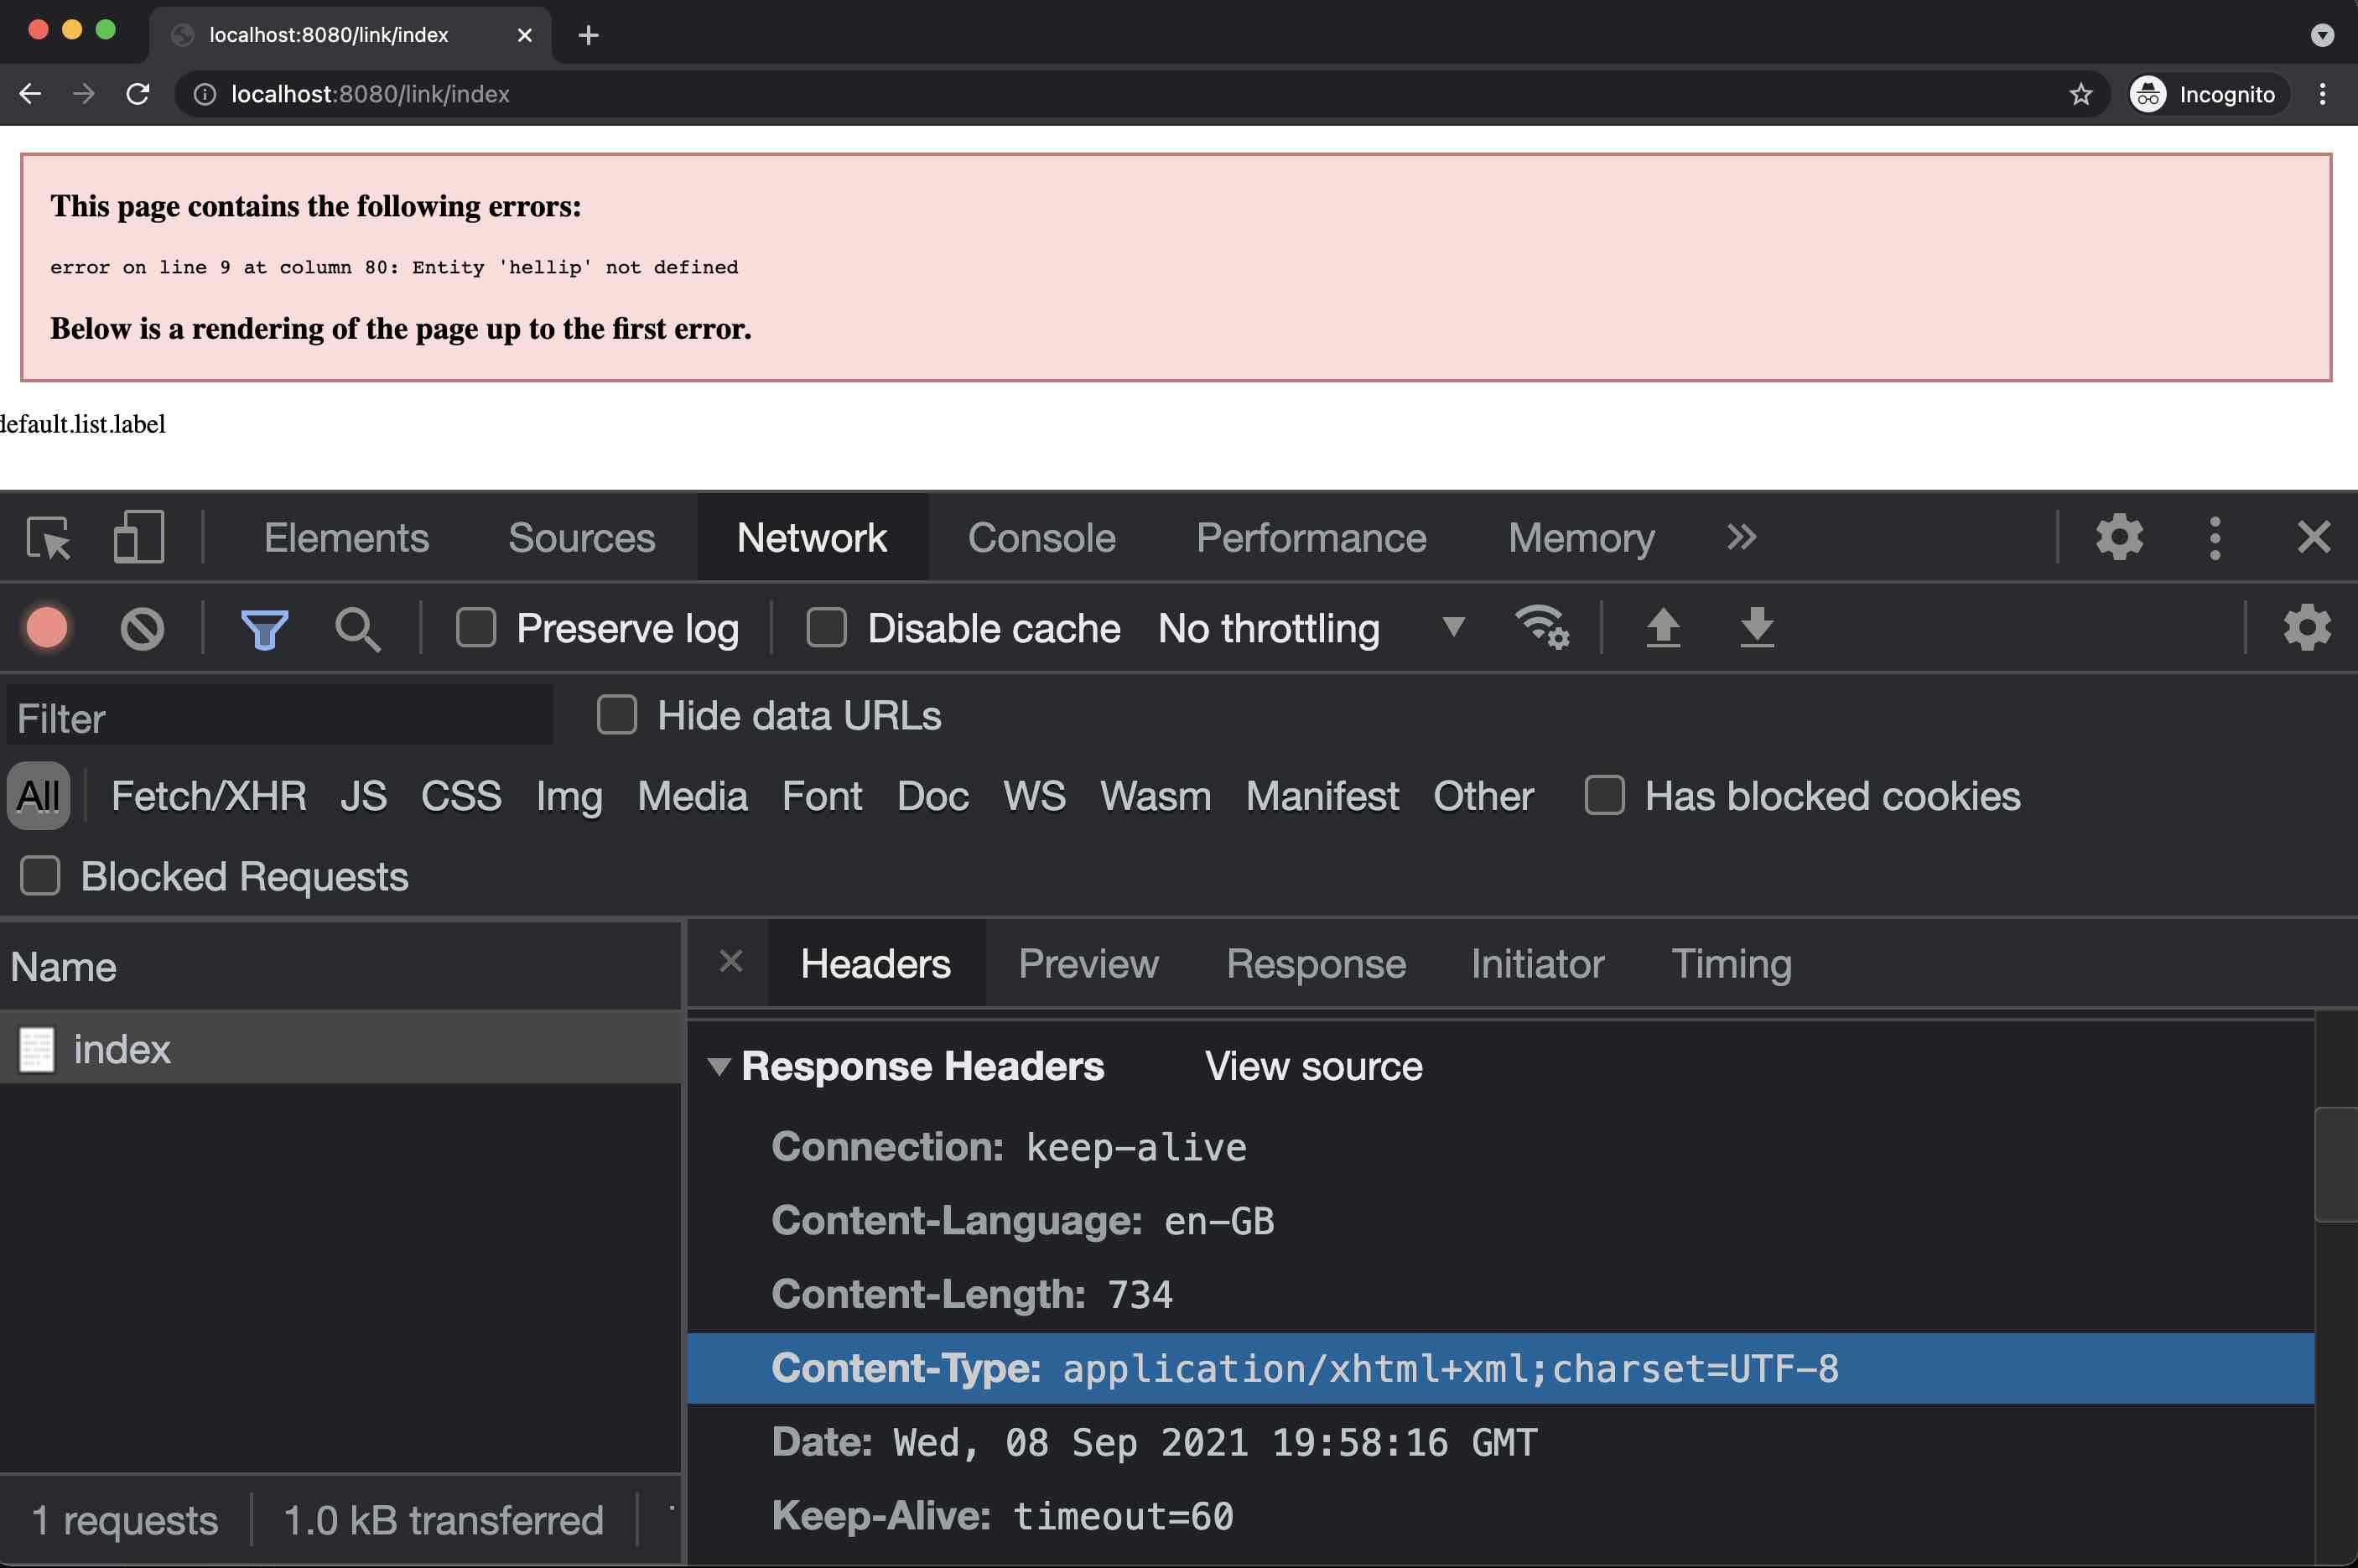 localhost:8080/link/index
localhost:8080/link/index
Incognito
This page contains the following errors:
error on line 9 at column 80: Entity 'hellip' not defined
Below is a rendering of the page up to the first error.
default.list.label
Elements Sources Network Console Performance Memory
Preserve log Disable cache No throttling
Filter Hide data URLs
All Fetch/XHR JS CSS Img Media Font Doc WS Wasm Manifest Other Has blocked cookies
Blocked Requests
Name
Headers Preview Response Initiator Timing
index
Response Headers View source
Connection: keep-alive
Content-Language: en-GB
Content-Length: 734
Content-Type: application/xhtml+xml;charset=UTF-8
Date: Wed, 08 Sep 2021 19:58:16 GMT
Keep-Alive: timeout=60
1 requests 1.0 kB transferred